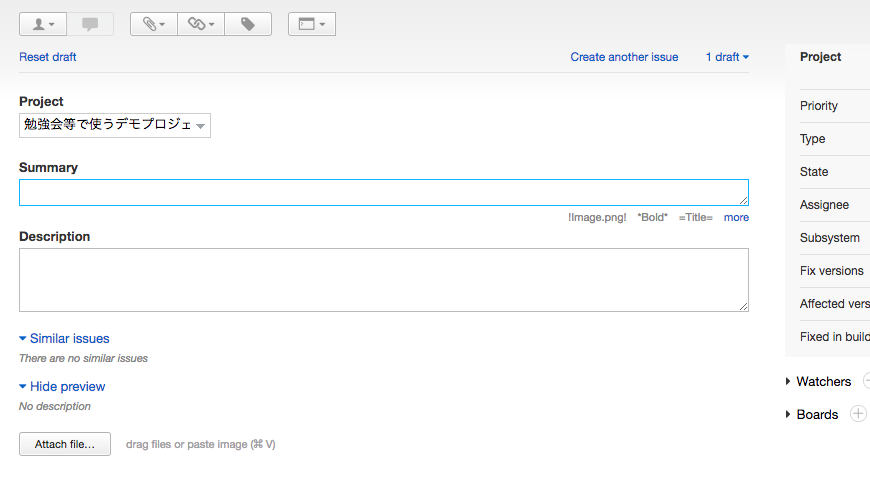 Reset draft
Create another issue
1 draft
Project
勉強会等で使うデモプロジェ
Summary
!Image.png! *Bold* =Title= more
Description
Similar issues
There are no similar issues
Hide preview
No description
Attach file...
drag files or paste image (⌘ V)
Project
Priority
Type
State
Assignee
Subsystem
Fix versions
Affected vers
Fixed in build
Watchers
Boards